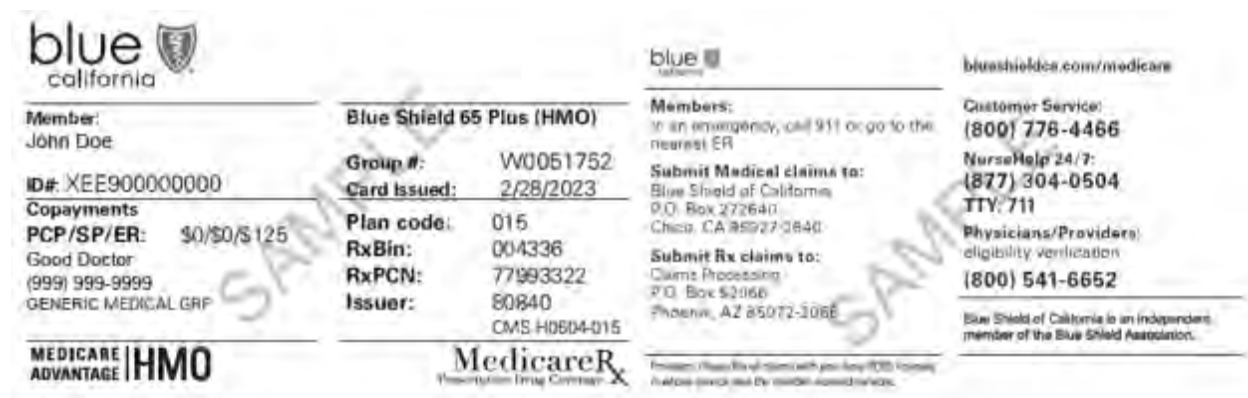 blue
california
Member:
John Doe
ID#: XEE900000000
Copayments
PCP/SP/ER: $0/$0/$125
Good Doctor
(999) 999-9999
GENERIC MEDICAL GRP
MEDICARE
ADVANTAGE HMO
Blue Shield 65 Plus (HMO)
Group #: W0051752
Card Issued: 2/28/2023
Plan code: 015
RxBin: 004336
RxPCN: 77993322
Issuer: 80840
CMS H0504-015
MedicareRx
Prescription Drug Coverage
SAMPLE
blue
california
Members:
In an emergency, call 911 or go to the
nearest ER
Submit Medical claims to:
Blue Shield of California
P.O. Box 272640
Chico, CA 95927-2640
Submit Rx claims to:
Claims Processing
P.O. Box 52066
Phoenix, AZ 85072-2066
blueshieldca.com/medicare
Customer Service:
(800) 776-4466
NurseHelp 24/7:
(877) 304-0504
TTY: 711
Physicians/Providers:
eligibility verification
(800) 541-6652
Blue Shield of California is an independent
member of the Blue Shield Association.
SAMPLE